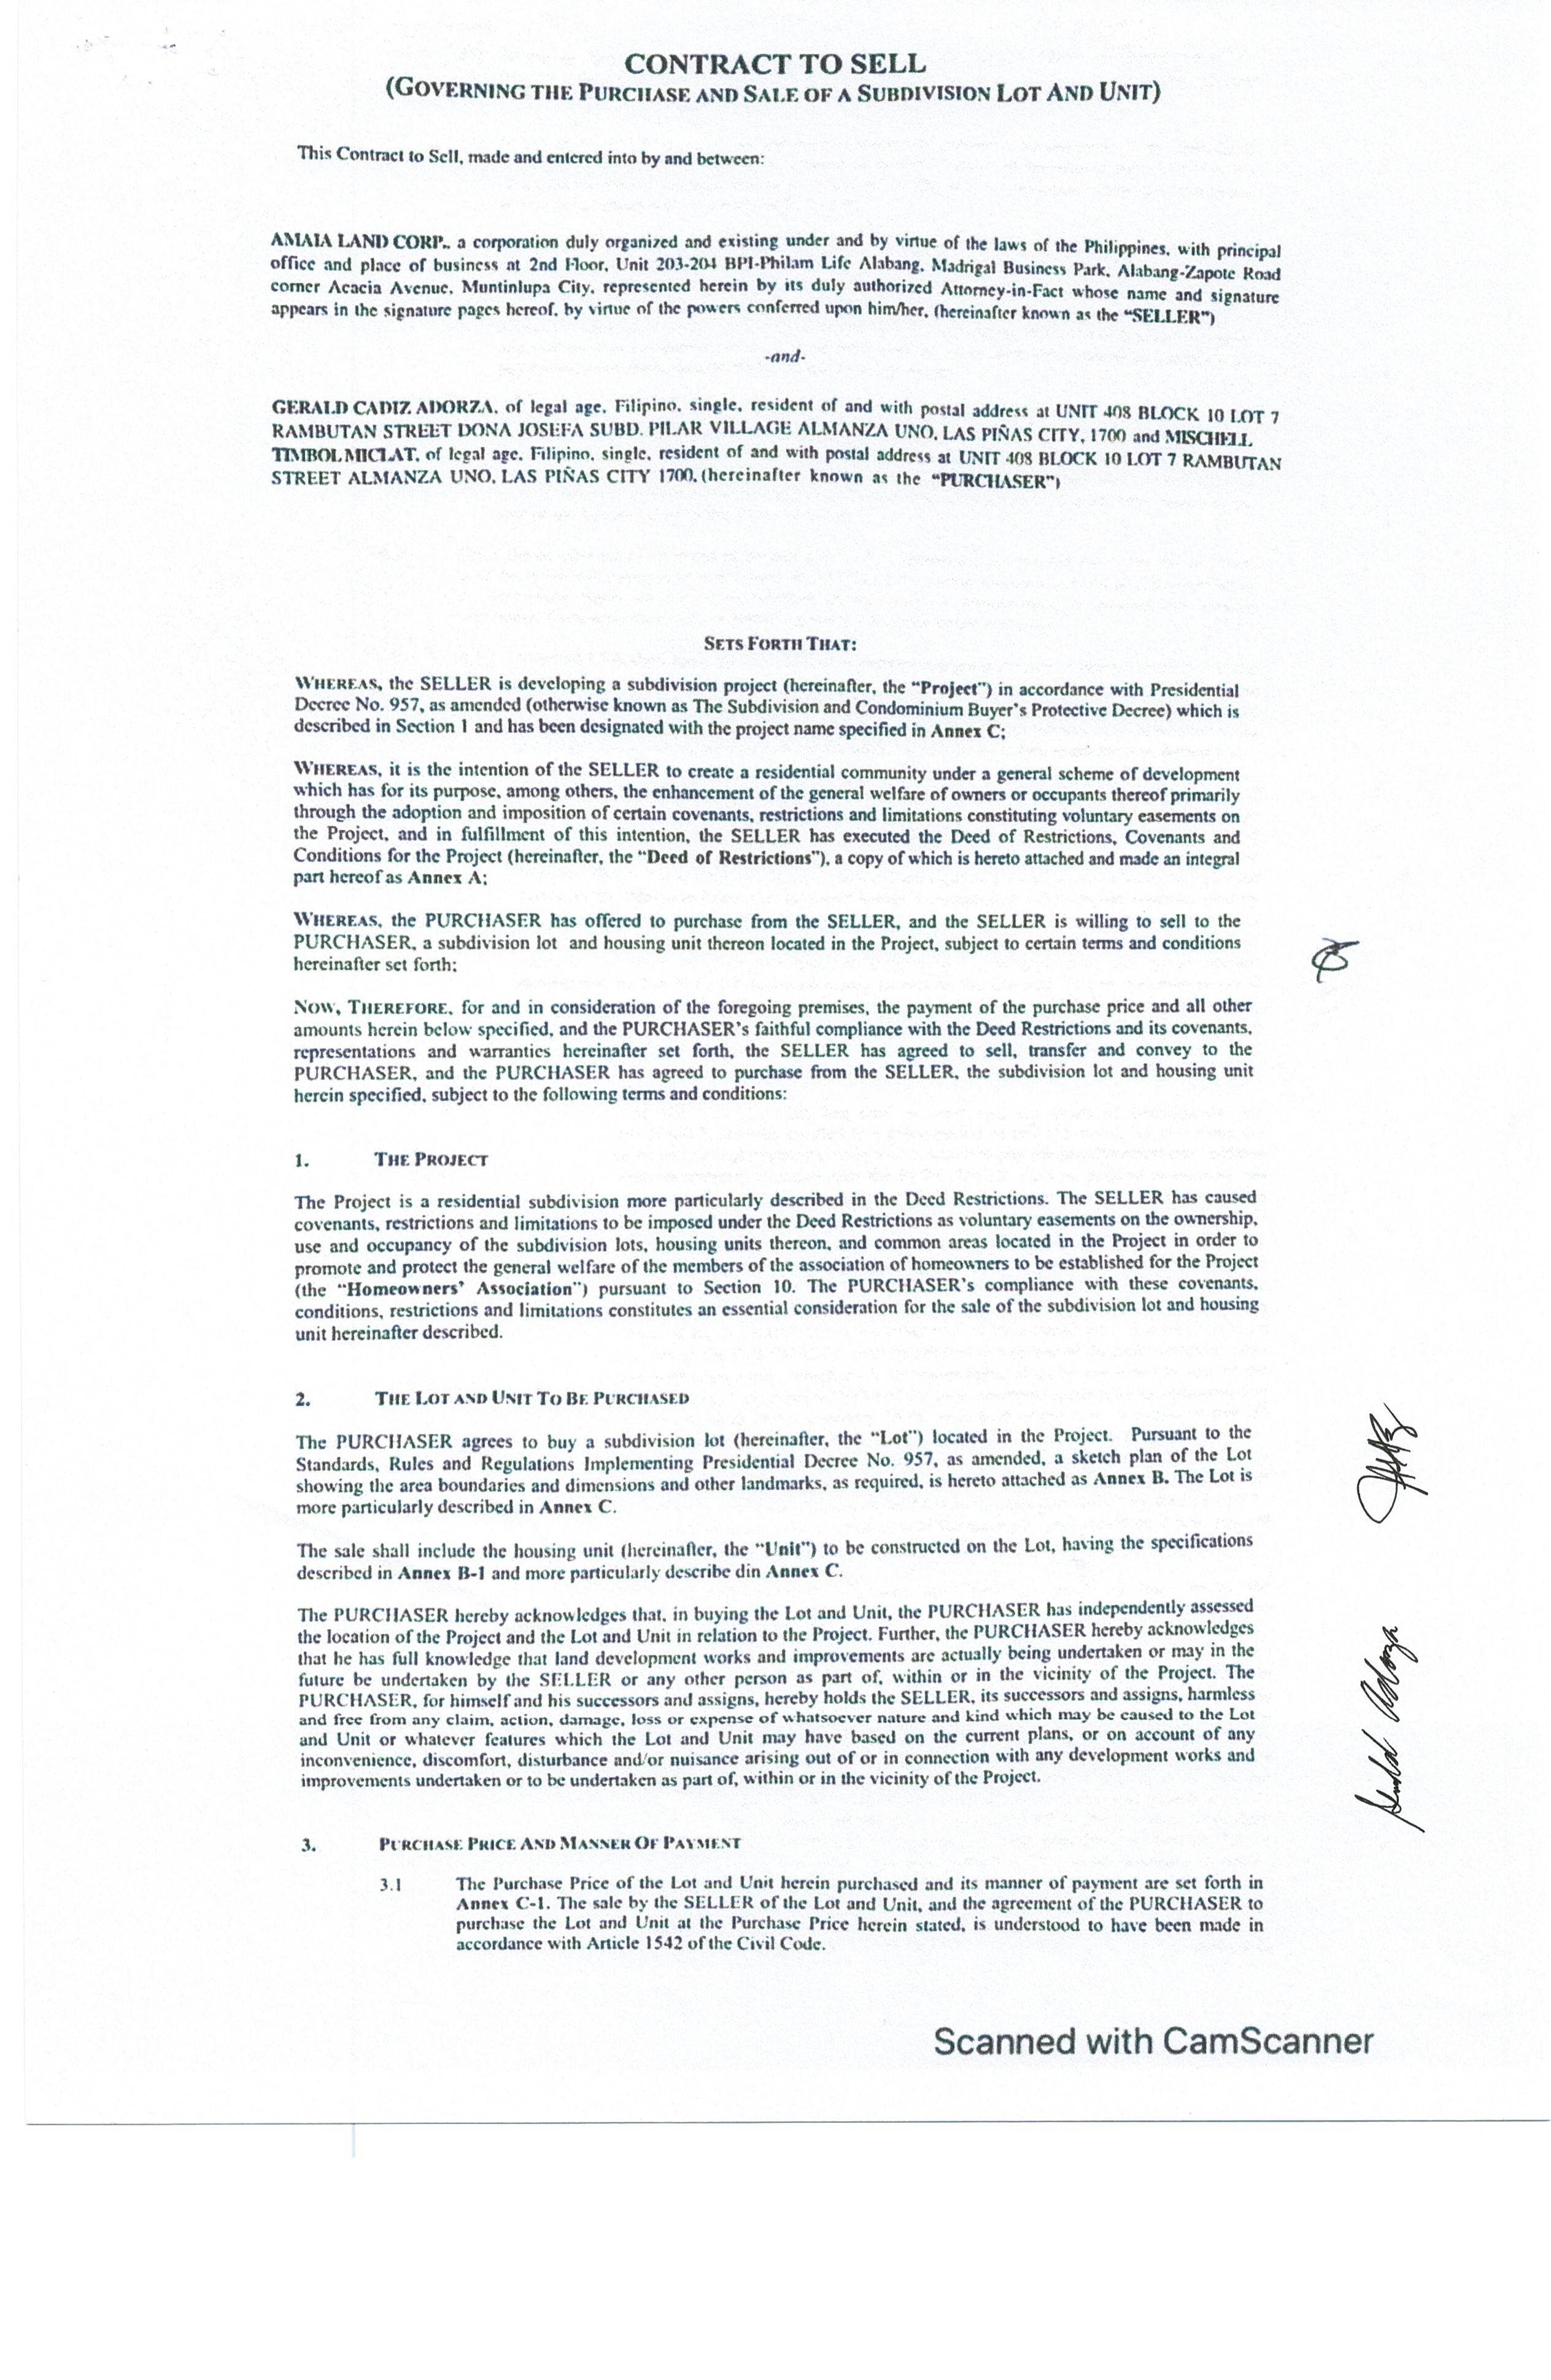 CONTRACT TO SELL
(GOVERNING THE PURCHASE AND SALE OF A SUBDIVISION LOT AND UNIT)
This Contract to Sell, made and entered into by and between:
AMAIA LAND CORP., a corporation duly organized and existing under and by virtue of the laws of the Philippines, with principal
office and place of business at 2nd Floor, Unit 203-204 BPI-Philam Life Alabang, Madrigal Business Park, Alabang-Zapote Road
corner Acacia Avenue, Muntinlupa City, represented herein by its duly authorized Attorney-in-Fact whose name and signature
appears in the signature pages hereof, by virtue of the powers conferred upon him/her, (hereinafter known as the “SELLER”)
-and-
GERALD CADIZ ADORZA, of legal age, Filipino, single, resident of and with postal address at UNIT 408 BLOCK 10 LOT 7
RAMBUTAN STREET DONA JOSEFA SUBD. PILAR VILLAGE ALMANZA UNO, LAS PIÑAS CITY, 1700 and MISCHELL
TIMBOL MICLAT, of legal age, Filipino, single, resident of and with postal address at UNIT 408 BLOCK 10 LOT 7 RAMBUTAN
STREET ALMANZA UNO, LAS PIÑAS CITY 1700, (hereinafter known as the “PURCHASER”)
SETS FORTH THAT:
WHEREAS, the SELLER is developing a subdivision project (hereinafter, the “Project”) in accordance with Presidential
Decree No. 957, as amended (otherwise known as The Subdivision and Condominium Buyer's Protective Decree) which is
described in Section 1 and has been designated with the project name specified in Annex C;
WHEREAS, it is the intention of the SELLER to create a residential community under a general scheme of development
which has for its purpose, among others, the enhancement of the general welfare of owners or occupants thereof primarily
through the adoption and imposition of certain covenants, restrictions and limitations constituting voluntary easements on
the Project, and in fulfillment of this intention, the SELLER has executed the Deed of Restrictions, Covenants and
Conditions for the Project (hereinafter, the “Deed of Restrictions”), a copy of which is hereto attached and made an integral
part hereof as Annex A;
WHEREAS, the PURCHASER has offered to purchase from the SELLER, and the SELLER is willing to sell to the
PURCHASER, a subdivision lot and housing unit thereon located in the Project, subject to certain terms and conditions
hereinafter set forth;
NOW, THEREFORE, for and in consideration of the foregoing premises, the payment of the purchase price and all other
amounts herein below specified, and the PURCHASER's faithful compliance with the Deed Restrictions and its covenants,
representations and warranties hereinafter set forth, the SELLER has agreed to sell, transfer and convey to the
PURCHASER, and the PURCHASER has agreed to purchase from the SELLER, the subdivision lot and housing unit
herein specified, subject to the following terms and conditions:
1. THE PROJECT
The Project is a residential subdivision more particularly described in the Deed Restrictions. The SELLER has caused
covenants, restrictions and limitations to be imposed under the Deed Restrictions as voluntary easements on the ownership,
use and occupancy of the subdivision lots, housing units thereon, and common areas located in the Project in order to
promote and protect the general welfare of the members of the association of homeowners to be established for the Project
(the “Homeowners' Association”) pursuant to Section 10. The PURCHASER's compliance with these covenants,
conditions, restrictions and limitations constitutes an essential consideration for the sale of the subdivision lot and housing
unit hereinafter described.
2. THE LOT AND UNIT TO BE PURCHASED
The PURCHASER agrees to buy a subdivision lot (hereinafter, the “Lot”) located in the Project. Pursuant to the
Standards, Rules and Regulations Implementing Presidential Decree No. 957, as amended, a sketch plan of the Lot
showing the area boundaries and dimensions and other landmarks, as required, is hereto attached as Annex B. The Lot is
more particularly described in Annex C.
The sale shall include the housing unit (hereinafter, the “Unit”) to be constructed on the Lot, having the specifications
described in Annex B-1 and more particularly describe din Annex C.
The PURCHASER hereby acknowledges that, in buying the Lot and Unit, the PURCHASER has independently assessed
the location of the Project and the Lot and Unit in relation to the Project. Further, the PURCHASER hereby acknowledges
that he has full knowledge that land development works and improvements are actually being undertaken or may in the
future be undertaken by the SELLER or any other person as part of, within or in the vicinity of the Project. The
PURCHASER, for himself and his successors and assigns, hereby holds the SELLER, its successors and assigns, harmless
and free from any claim, action, damage, loss or expense of whatsoever nature and kind which may be caused to the Lot
and Unit or whatever features which the Lot and Unit may have based on the current plans, or on account of any
inconvenience, discomfort, disturbance and/or nuisance arising out of or in connection with any development works and
improvements undertaken or to be undertaken as part of, within or in the vicinity of the Project.
3. PURCHASE PRICE AND MANNER OF PAYMENT
3.1 The Purchase Price of the Lot and Unit herein purchased and its manner of payment are set forth in
Annex C-1. The sale by the SELLER of the Lot and Unit, and the agreement of the PURCHASER to
purchase the Lot and Unit at the Purchase Price herein stated, is understood to have been made in
accordance with Article 1542 of the Civil Code.
Scanned with CamScanner